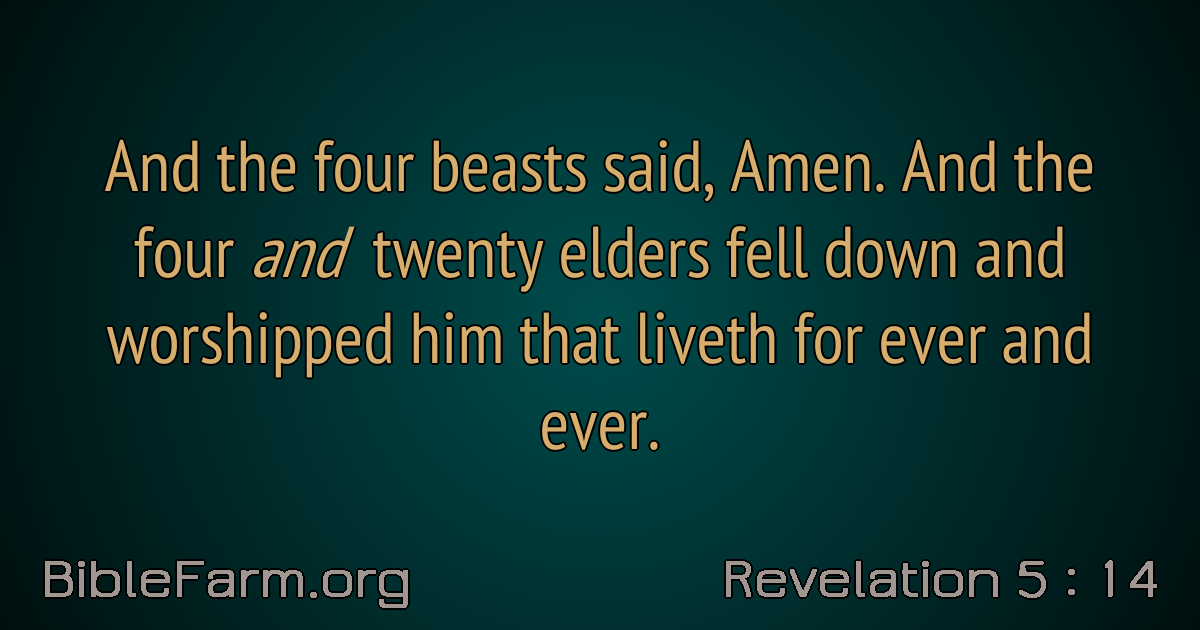 And the four beasts said, Amen. And the
four and twenty elders fell down and
worshipped him that liveth for ever and
ever.
BibleFarm.org
Revelation 5 : 14